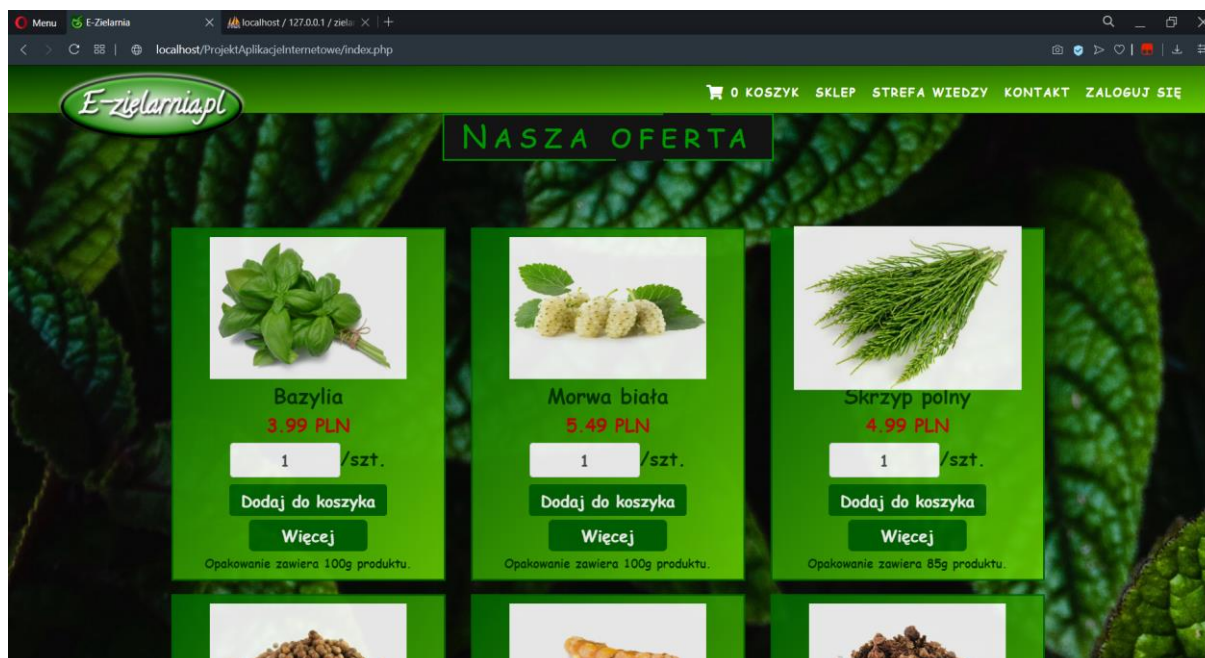 Menu E-Zielarnia localhost / 127.0.0.1 / ziela
localhost/ProjektAplikacjeInternetowe/index.php
E-zielarnia.pl
0 KOSZYK SKLEP STREFA WIEDZY KONTAKT ZALOGUJ SIĘ
NASZA OFERTA
Bazylia
3.99 PLN
1 /szt.
Dodaj do koszyka
Więcej
Opakowanie zawiera 100g produktu.
Morwa biała
5.49 PLN
1 /szt.
Dodaj do koszyka
Więcej
Opakowanie zawiera 100g produktu.
Skrzyp polny
4.99 PLN
1 /szt.
Dodaj do koszyka
Więcej
Opakowanie zawiera 85g produktu.